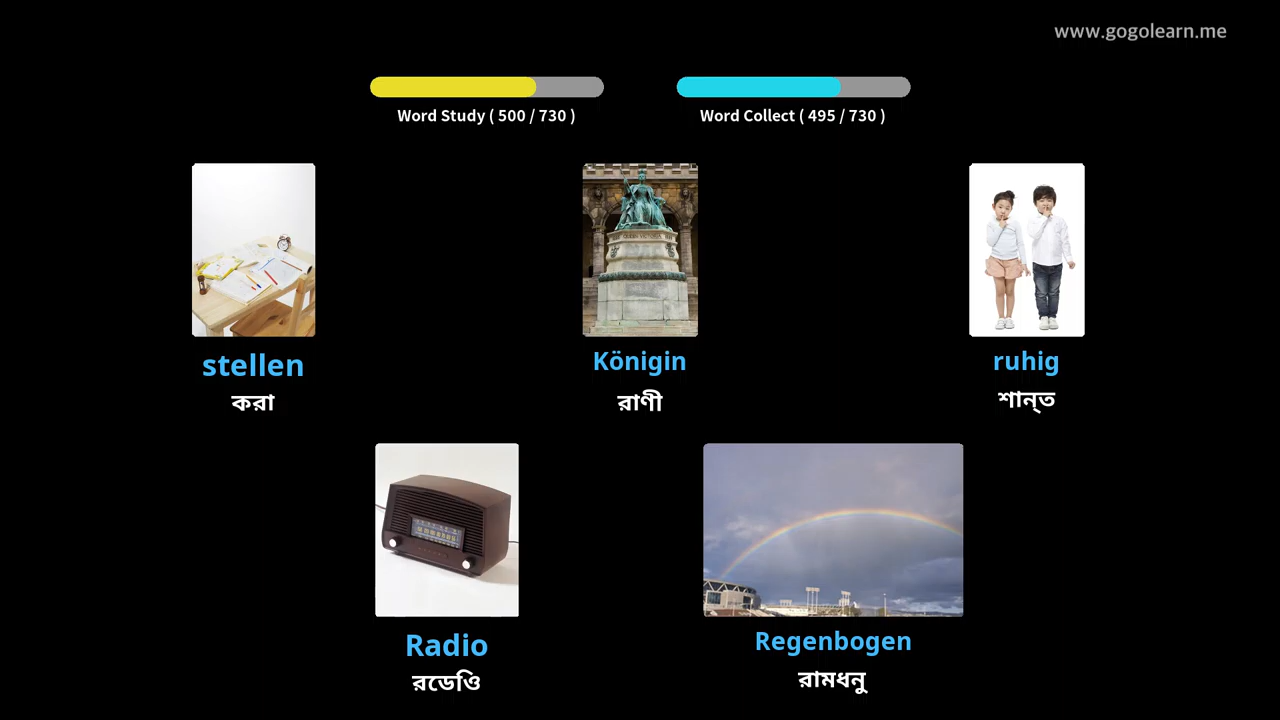 www.gogolearn.me
Word Study ( 500 / 730 )
Word Collect ( 495 / 730 )
stellen
করা
Königin
রাণী
ruhig
শান্ত
Radio
রেডিও
Regenbogen
রামধনু